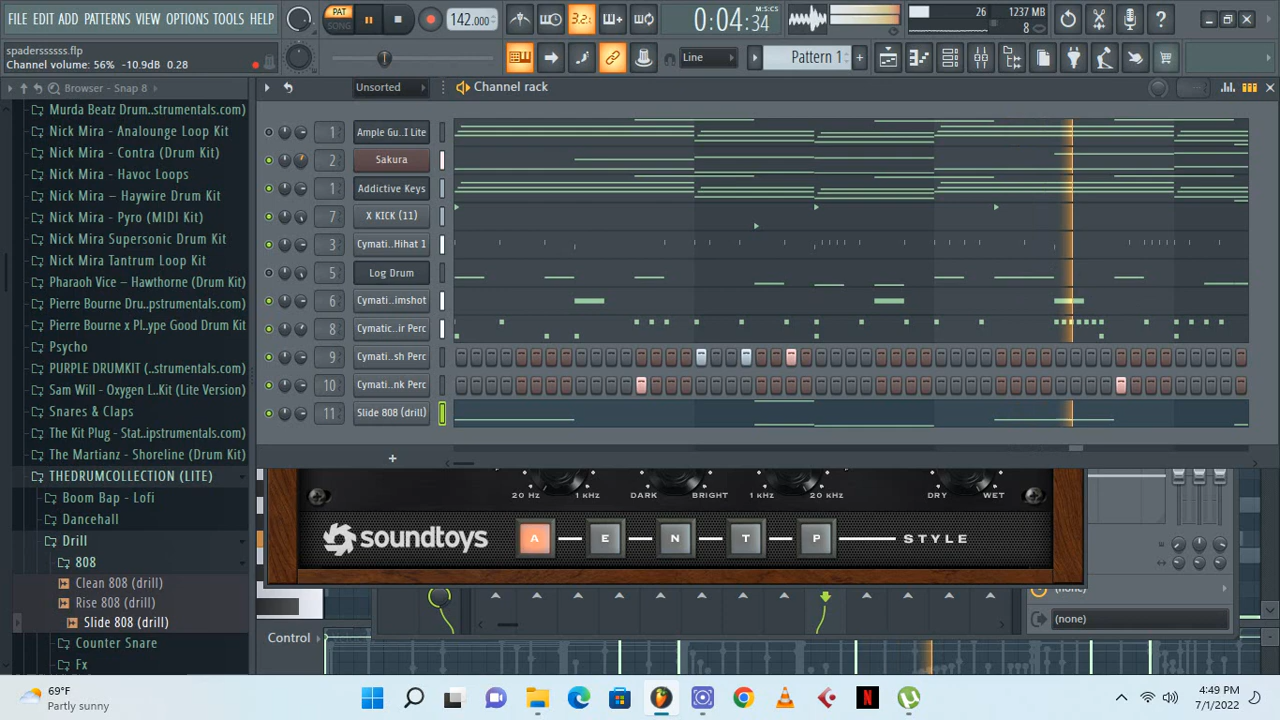 FILE EDIT ADD PATTERNS VIEW OPTIONS TOOLS HELP
PAT
SONG
142.000
3.2:
0:04:34
M:S:CS
26
1237 MB
8
spadersssssss.flp
Channel volume: 56% -10.9dB 0.28
Line
Pattern 1
Browser - Snap 8
Unsorted
Channel rack
Murda Beatz Drum..strumentals.com)
Nick Mira - Analounge Loop Kit
Nick Mira - Contra (Drum Kit)
Nick Mira - Havoc Loops
Nick Mira – Haywire Drum Kit
Nick Mira - Pyro (MIDI Kit)
Nick Mira Supersonic Drum Kit
Nick Mira Tantrum Loop Kit
Pharaoh Vice – Hawthorne (Drum Kit)
Pierre Bourne Dru..pstrumentals.com)
Pierre Bourne x Pl..ype Good Drum Kit
Psycho
PURPLE DRUMKIT (..strumentals.com)
Sam Will - Oxygen l..Kit (Lite Version)
Snares & Claps
The Kit Plug - Stat..ipstrumentals.com)
The Martianz - Shoreline (Drum Kit)
THEDRUMCOLLECTION (LITE)
Boom Bap - Lofi
Dancehall
Drill
808
Clean 808 (drill)
Rise 808 (drill)
Slide 808 (drill)
Counter Snare
Fx
1 Ample Gu..I Lite
2 Sakura
1 Addictive Keys
7 X KICK (11)
3 Cymati..Hihat 1
5 Log Drum
6 Cymati..imshot
8 Cymatic..ir Perc
9 Cymati..sh Perc
10 Cymati..nk Perc
11 Slide 808 (drill)
+
20 HZ 1 KHZ DARK BRIGHT 1 KHZ 20 KHZ DRY WET
soundtoys
A E N T P STYLE
(none)
(none)
Control
69°F
Partly sunny
4:49 PM
7/1/2022